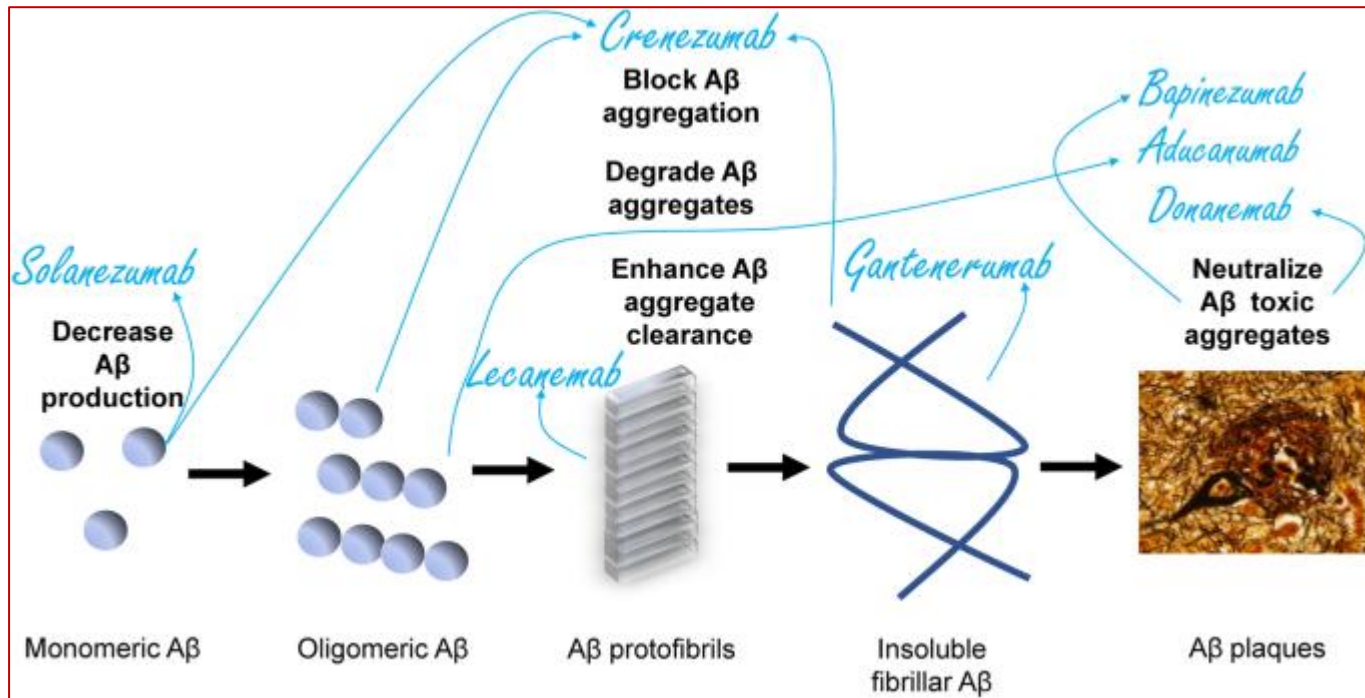 Crenezumab
Block Aβ
aggregation
Degrade Aβ
aggregates
Enhance Aβ
aggregate
clearance
Bapinezumab
Aducanumab
Donanemab
Neutralize
Aβ toxic
aggregates
Solanezumab
Decrease
Aβ
production
Lecanemab
Gantenerumab
Monomeric Aβ
Oligomeric Aβ
Aβ protofibrils
Insoluble
fibrillar Aβ
Aβ plaques